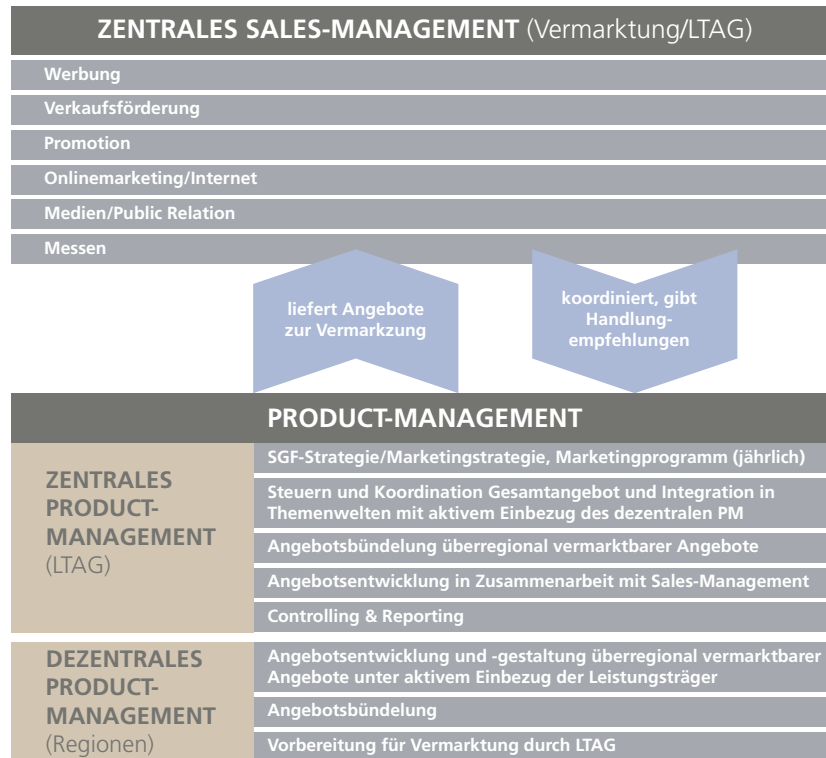 ZENTRALES SALES-MANAGEMENT (Vermarktung/LTAG)
Werbung
Verkaufsförderung
Promotion
Onlinemarketing/Internet
Medien/Public Relation
Messen
liefert Angebote
zur Vermarkzung
koordiniert, gibt
Handlung-
empfehlungen
PRODUCT-MANAGEMENT
ZENTRALES
PRODUCT-
MANAGEMENT
(LTAG)
SGF-Strategie/Marketingstrategie, Marketingprogramm (jährlich)
Steuern und Koordination Gesamtangebot und Integration in
Themenwelten mit aktivem Einbezug des dezentralen PM
Angebotsbündelung überregional vermarktbarer Angebote
Angebotsentwicklung in Zusammenarbeit mit Sales-Management
Controlling & Reporting
DEZENTRALES
PRODUCT-
MANAGEMENT
(Regionen)
Angebotsentwicklung und -gestaltung überregional vermarktbarer
Angebote unter aktivem Einbezug der Leistungsträger
Angebotsbündelung
Vorbereitung für Vermarktung durch LTAG